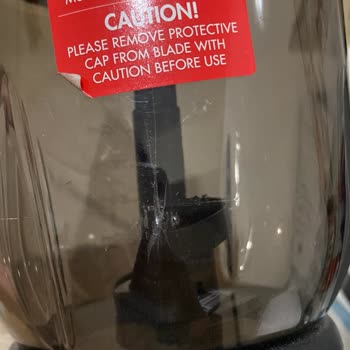 CAUTION!
PLEASE REMOVE PROTECTIVE
CAP FROM BLADE WITH
CAUTION BEFORE USE